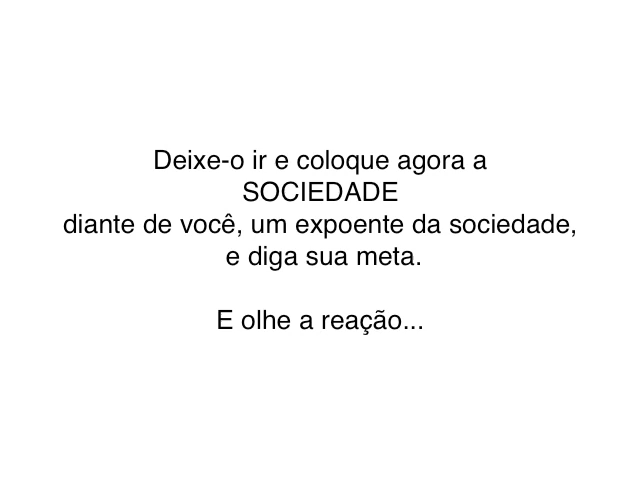 Deixe-o ir e coloque agora a
SOCIEDADE
diante de você, um expoente da sociedade,
e diga sua meta.
E olhe a reação...